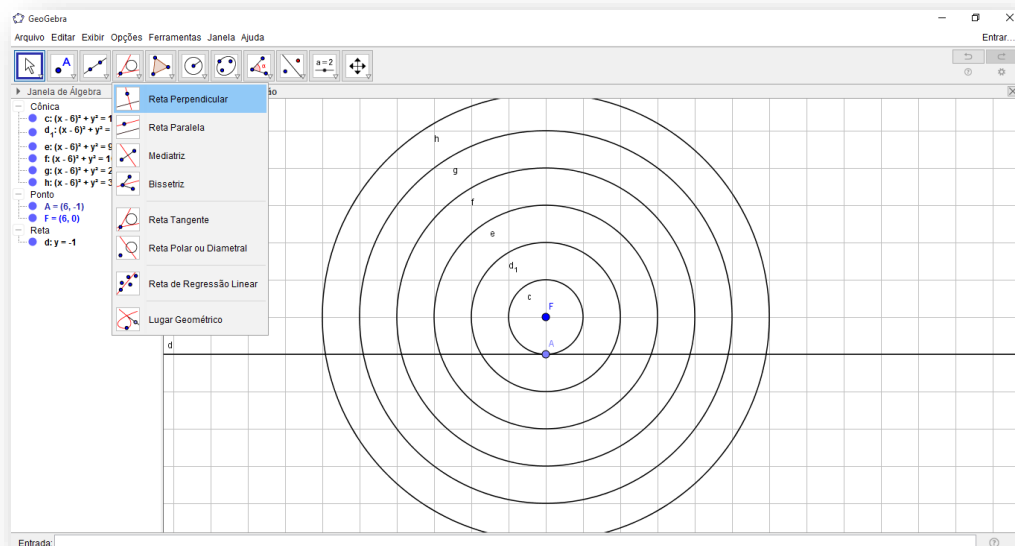 GeoGebra
Arquivo Editar Exibir Opções Ferramentas Janela Ajuda
Entrar...
A
α
a = 2
Janela de Álgebra
ão
Cônica
c: (x - 6)² + y² = 1
d₁: (x - 6)² + y² =
e: (x - 6)² + y² = 9
f: (x - 6)² + y² = 1
g: (x - 6)² + y² = 2
h: (x - 6)² + y² = 3
Ponto
A = (6, -1)
F = (6, 0)
Reta
d: y = -1
Reta Perpendicular
Reta Paralela
Mediatriz
Bissetriz
Reta Tangente
Reta Polar ou Diametral
Reta de Regressão Linear
Lugar Geométrico
h
g
f
e
d₁
c
F
A
d
Entrada: